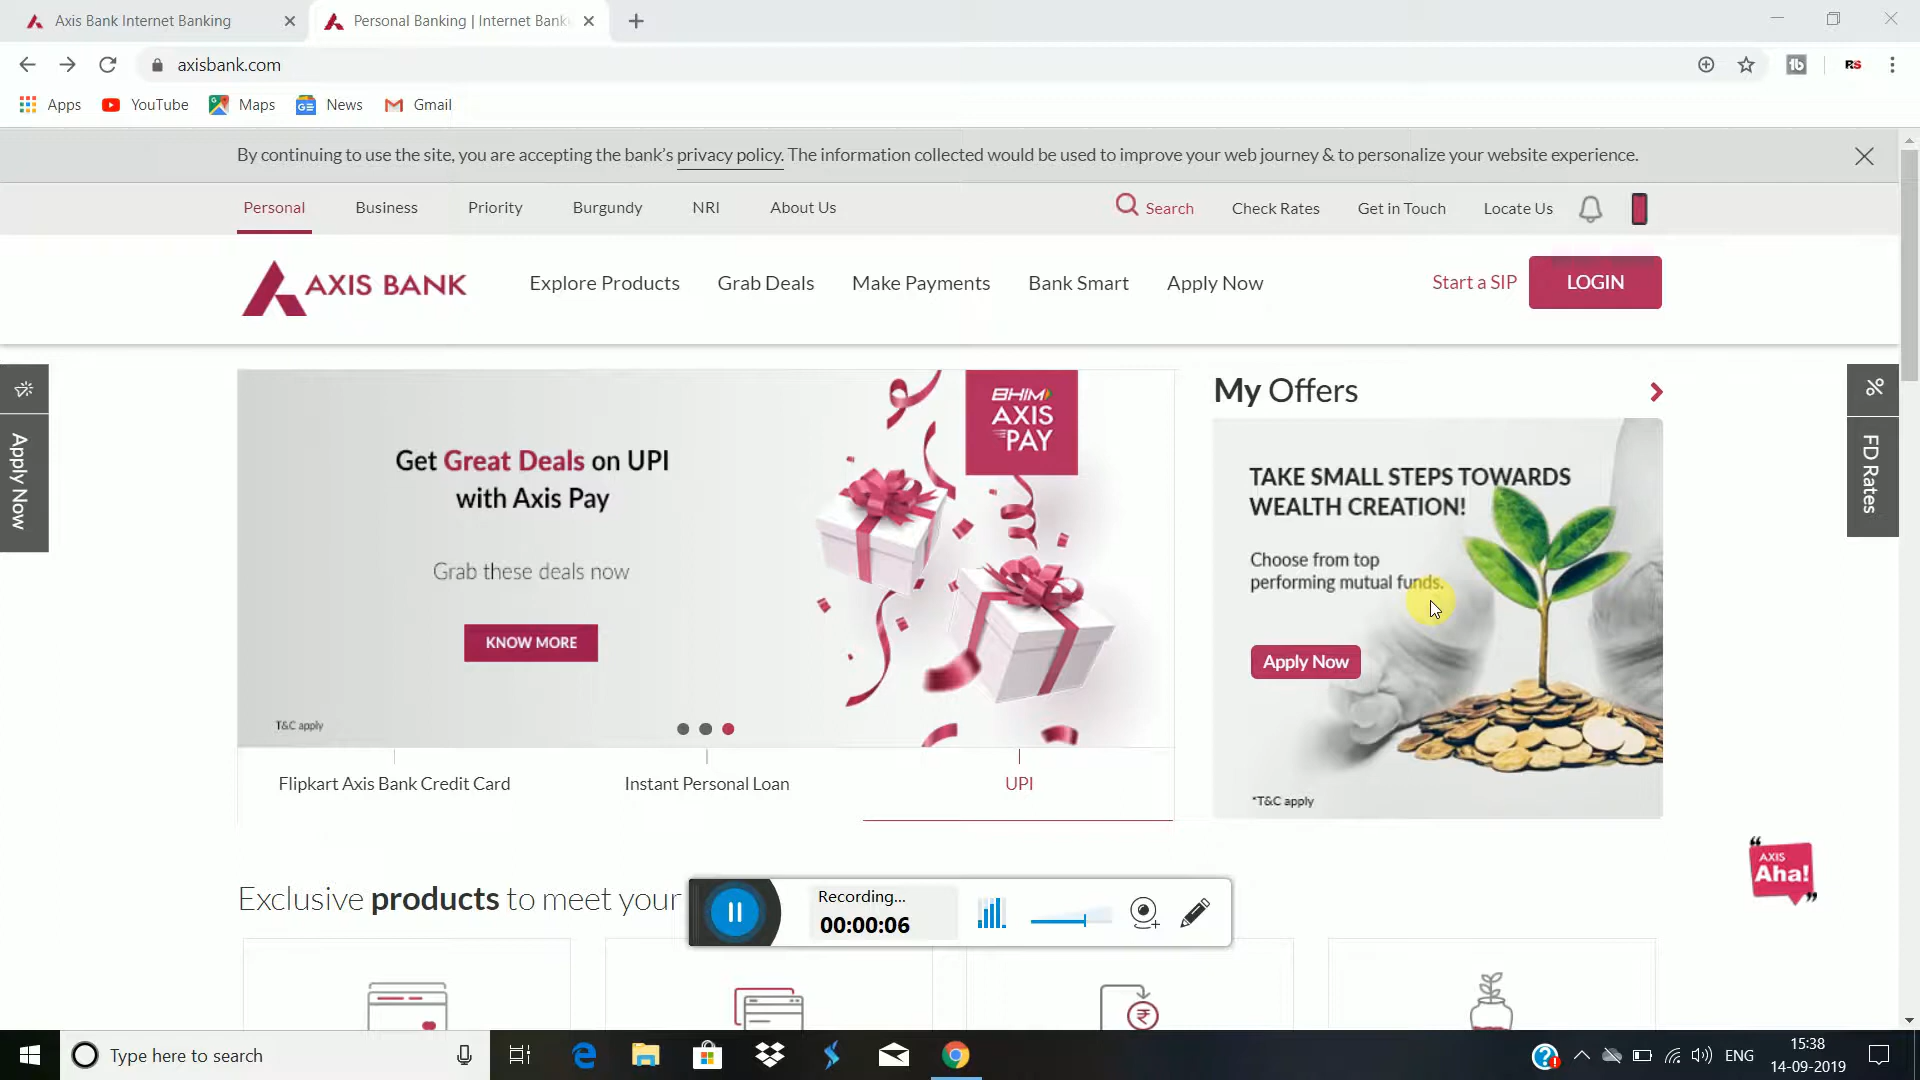 Axis Bank Internet Banking
Personal Banking | Internet Bank
axisbank.com
Apps
YouTube
Maps
News
Gmail
By continuing to use the site, you are accepting the bank's privacy policy. The information collected would be used to improve your web journey & to personalize your website experience.
Personal
Business
Priority
Burgundy
NRI
About Us
Search
Check Rates
Get in Touch
Locate Us
AXIS BANK
Explore Products
Grab Deals
Make Payments
Bank Smart
Apply Now
Start a SIP
LOGIN
Apply Now
Get Great Deals on UPI
with Axis Pay
Grab these deals now
KNOW MORE
T&C apply
BHIM
AXIS
PAY
Flipkart Axis Bank Credit Card
Instant Personal Loan
UPI
My Offers
TAKE SMALL STEPS TOWARDS
WEALTH CREATION!
Choose from top
performing mutual funds.
Apply Now
*T&C apply
FD Rates
AXIS
Aha!
Exclusive products to meet your
Recording...
00:00:06
Type here to search
ENG
15:38
14-09-2019